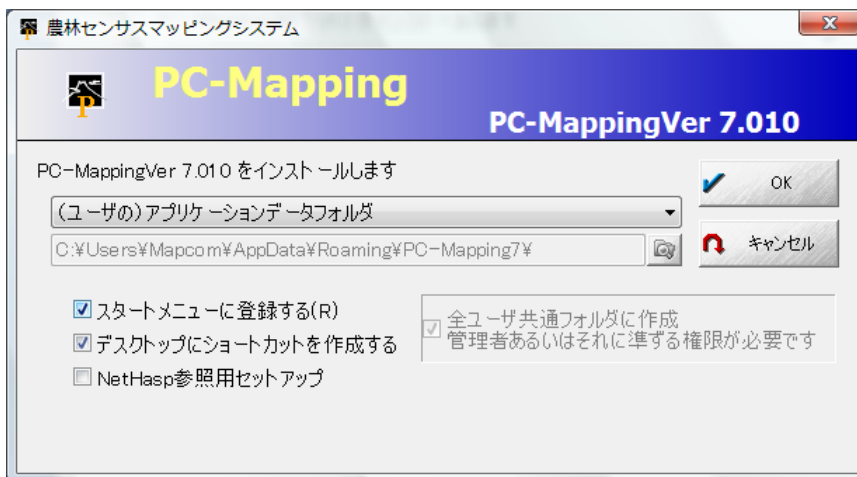 農林センサスマッピングシステム
P
PC-Mapping
PC-MappingVer 7.010
PC-MappingVer 7.010 をインストールします
OK
(ユーザの)アプリケーションデータフォルダ
C:¥Users¥Mapcom¥AppData¥Roaming¥PC-Mapping7¥
キャンセル
スタートメニューに登録する(R)
デスクトップにショートカットを作成する
NetHasp参照用セットアップ
全ユーザ共通フォルダに作成
管理者あるいはそれに準ずる権限が必要です